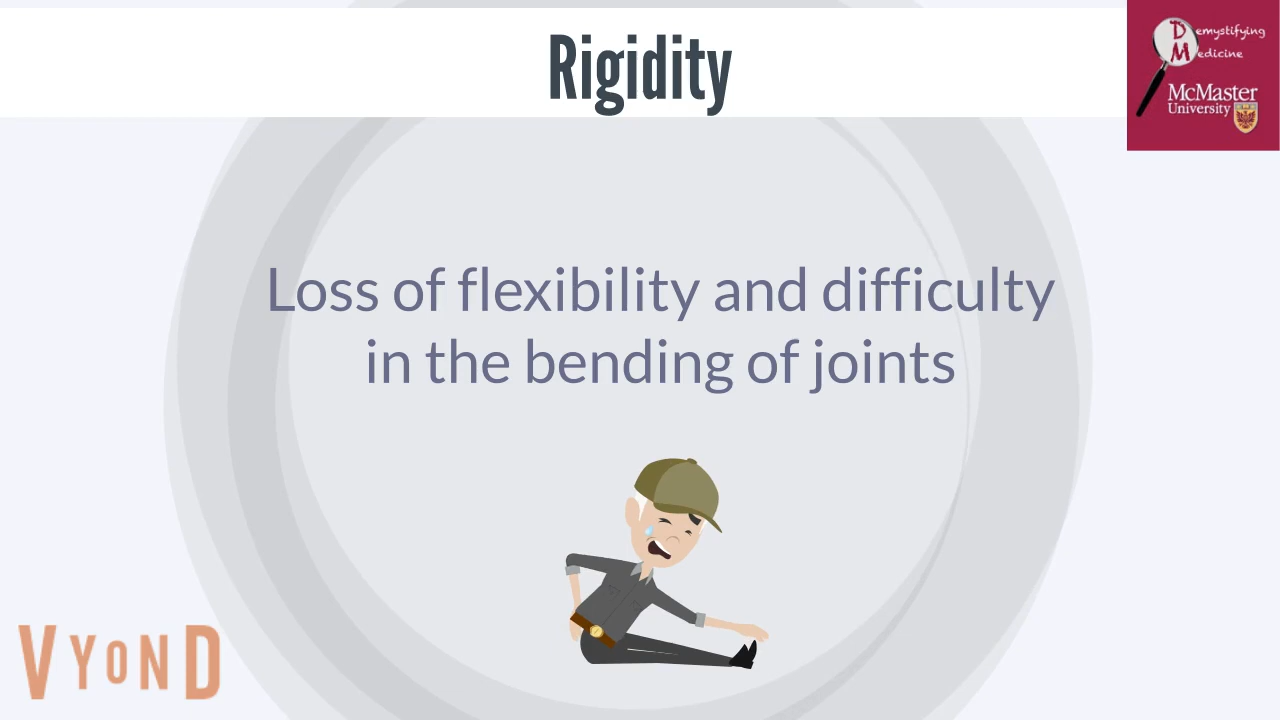 Rigidity
Demystifying
Medicine
McMaster
University
Loss of flexibility and difficulty
in the bending of joints
VYOND